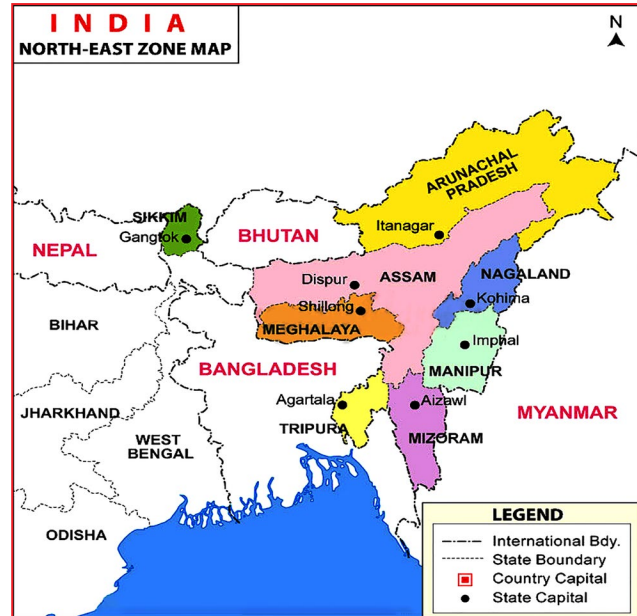 INDIA
NORTH-EAST ZONE MAP
N
ARUNACHAL
PRADESH
SIKKIM
Gangtok
NEPAL
BHUTAN
Itanagar
Dispur
ASSAM
NAGALAND
Shillong
Kohima
BIHAR
MEGHALAYA
Imphal
BANGLADESH
MANIPUR
JHARKHAND
Agartala
Aizawl
MYANMAR
WEST
BENGAL
TRIPURA
MIZORAM
ODISHA
LEGEND
International Bdy.
State Boundary
Country Capital
State Capital